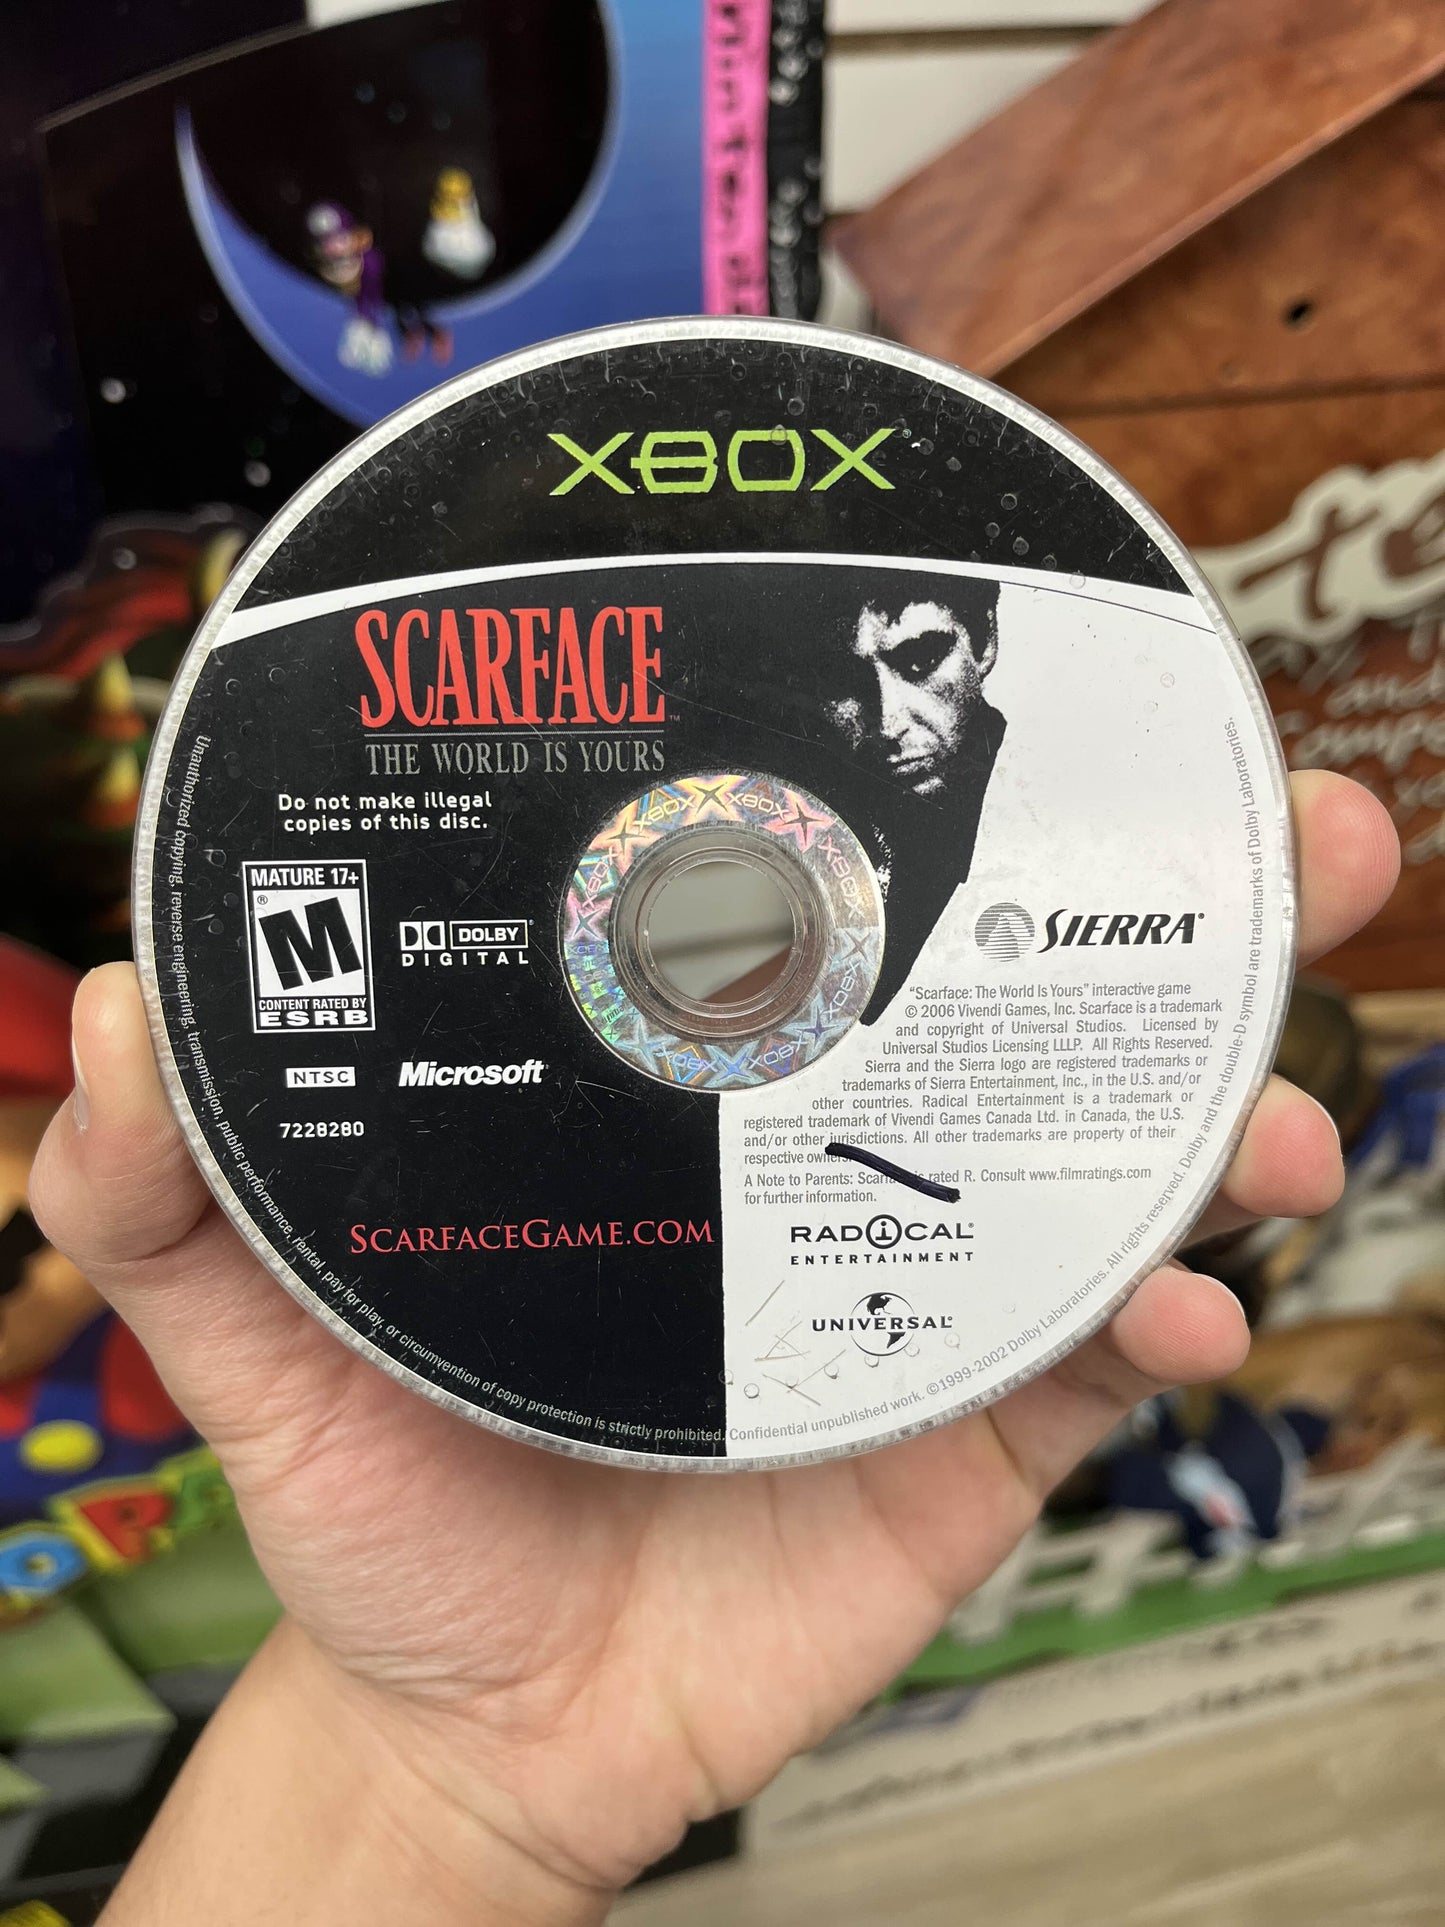 XBOX
SCARFACE™
THE WORLD IS YOURS
Do not make illegal
copies of this disc.
MATURE 17+
M
CONTENT RATED BY
ESRB
DOLBY
DIGITAL
NTSC
Microsoft
7228280
SCARFACEGAME.COM
XBOX XBOX XBOX XBOX XBOX XBOX
SIERRA
"Scarface: The World Is Yours" interactive game
© 2006 Vivendi Games, Inc. Scarface is a trademark
and copyright of Universal Studios. Licensed by
Universal Studios Licensing LLLP. All Rights Reserved.
Sierra and the Sierra logo are registered trademarks or
trademarks of Sierra Entertainment, Inc., in the U.S. and/or
other countries. Radical Entertainment is a trademark or
registered trademark of Vivendi Games Canada Ltd. in Canada, the U.S.
and/or other jurisdictions. All other trademarks are property of their
respective owners.
A Note to Parents: Scarface is rated R. Consult www.filmratings.com
for further information.
RADICAL®
ENTERTAINMENT
UNIVERSAL
Unauthorized copying, reverse engineering, transmission, public performance, rental, pay for play, or circumvention of copy protection is strictly prohibited. Confidential unpublished work. ©1999-2002 Dolby Laboratories. All rights reserved. Dolby and the double-D symbol are trademarks of Dolby Laboratories.